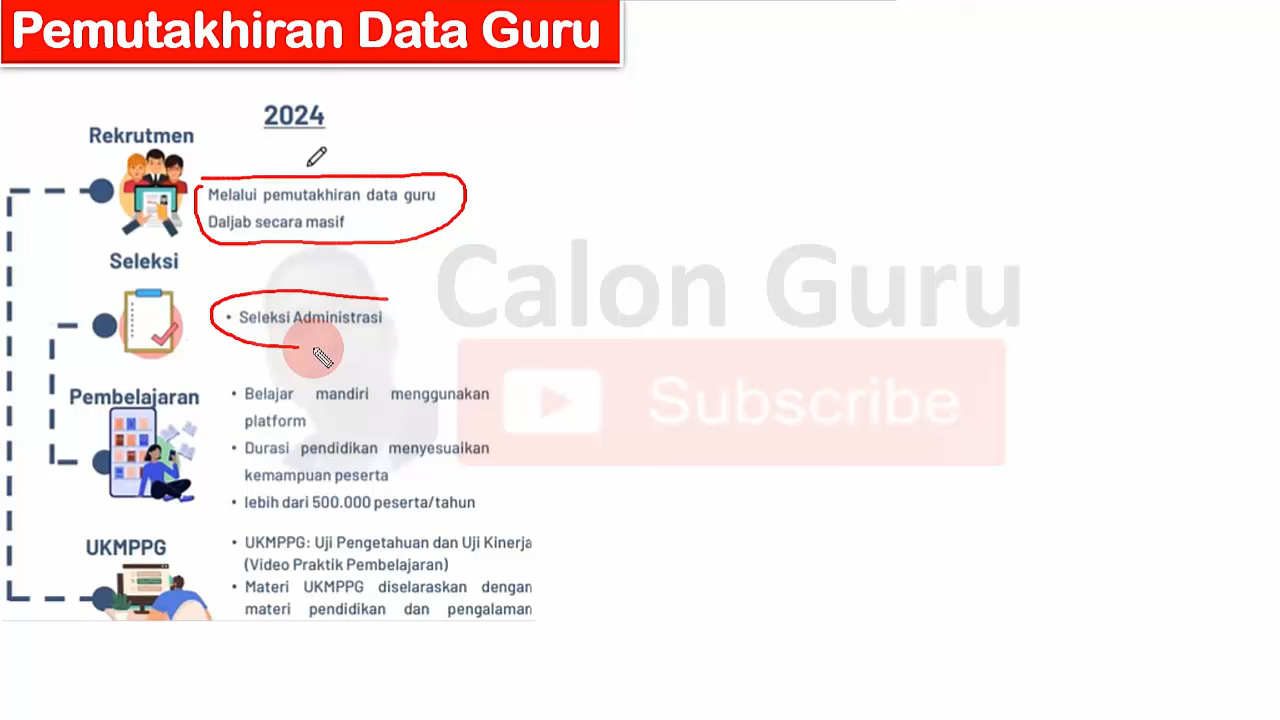 Pemutakhiran Data Guru
2024
Rekrutmen
Melalui pemutakhiran data guru
Daljab secara masif
Seleksi
• Seleksi Administrasi
Calon Guru
Subscribe
Pembelajaran
• Belajar mandiri menggunakan
platform
• Durasi pendidikan menyesuaikan
kemampuan peserta
• lebih dari 500.000 peserta/tahun
UKMPPG
• UKMPPG: Uji Pengetahuan dan Uji Kinerja
(Video Praktik Pembelajaran)
• Materi UKMPPG diselaraskan dengan
materi pendidikan dan pengalaman